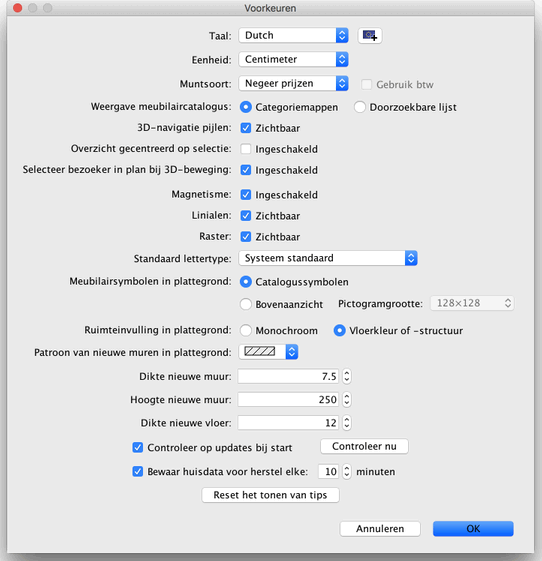 Voorkeuren
Taal: Dutch
Eenheid: Centimeter
Muntsoort: Negeer prijzen Gebruik btw
Weergave meubilaircatalogus: Categoriemappen Doorzoekbare lijst
3D-navigatie pijlen: Zichtbaar
Overzicht gecentreerd op selectie: Ingeschakeld
Selecteer bezoeker in plan bij 3D-beweging: Ingeschakeld
Magnetisme: Ingeschakeld
Linialen: Zichtbaar
Raster: Zichtbaar
Standaard lettertype: Systeem standaard
Meubilairsymbolen in plattegrond: Catalogussymbolen
Bovenaanzicht Pictogramgrootte: 128×128
Ruimteinvulling in plattegrond: Monochroom Vloerkleur of -structuur
Patroon van nieuwe muren in plattegrond:
Dikte nieuwe muur: 7.5
Hoogte nieuwe muur: 250
Dikte nieuwe vloer: 12
Controleer op updates bij start Controleer nu
Bewaar huisdata voor herstel elke: 10 minuten
Reset het tonen van tips
Annuleren OK